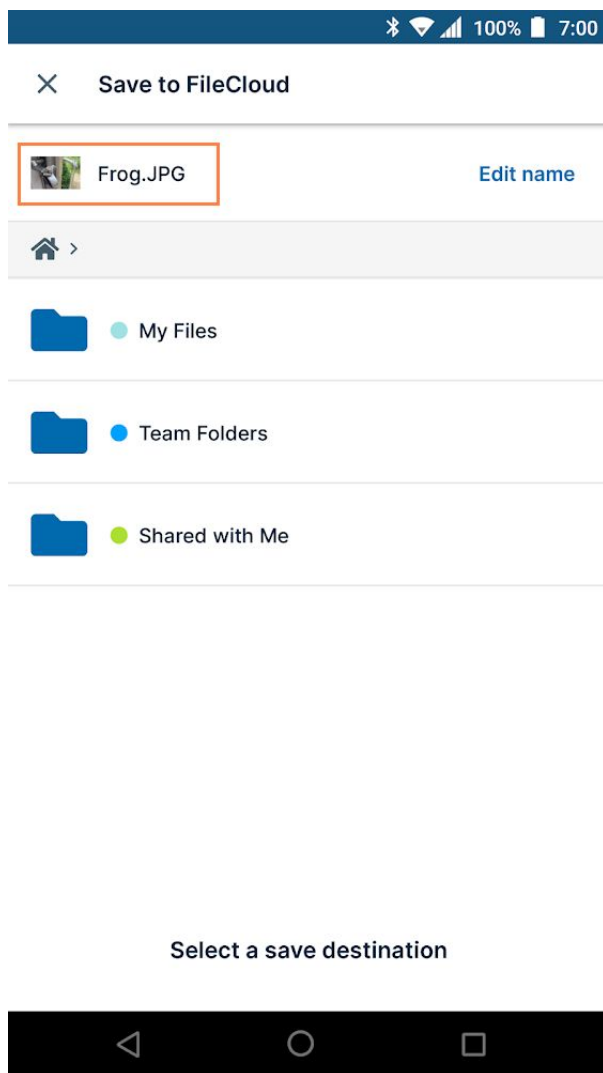 100% 7:00
Save to FileCloud
Frog.JPG Edit name
My Files
Team Folders
Shared with Me
Select a save destination